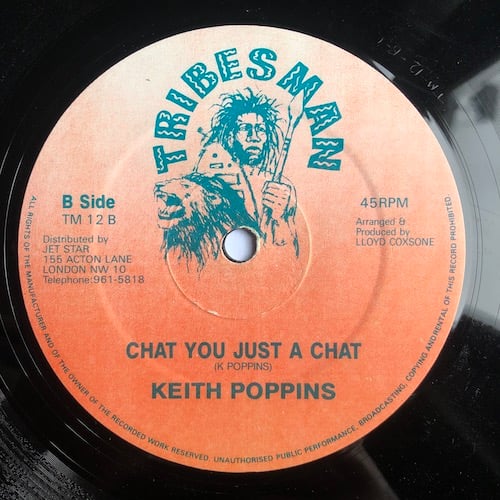 TRIBESMAN
B Side
TM 12 B
Distributed by
JET STAR
155 ACTON LANE
LONDON NW 10
Telephone:961-5818
45RPM
Arranged &
Produced by
LLOYD COXSONE
CHAT YOU JUST A CHAT
(K POPPINS)
KEITH POPPINS
ALL RIGHTS OF THE MANUFACTURER AND OF THE OWNER OF THE RECORDED WORK RESERVED. UNAUTHORISED PUBLIC PERFORMANCE, BROADCASTING, COPYING AND RENTAL OF THIS RECORD PROHIBITED